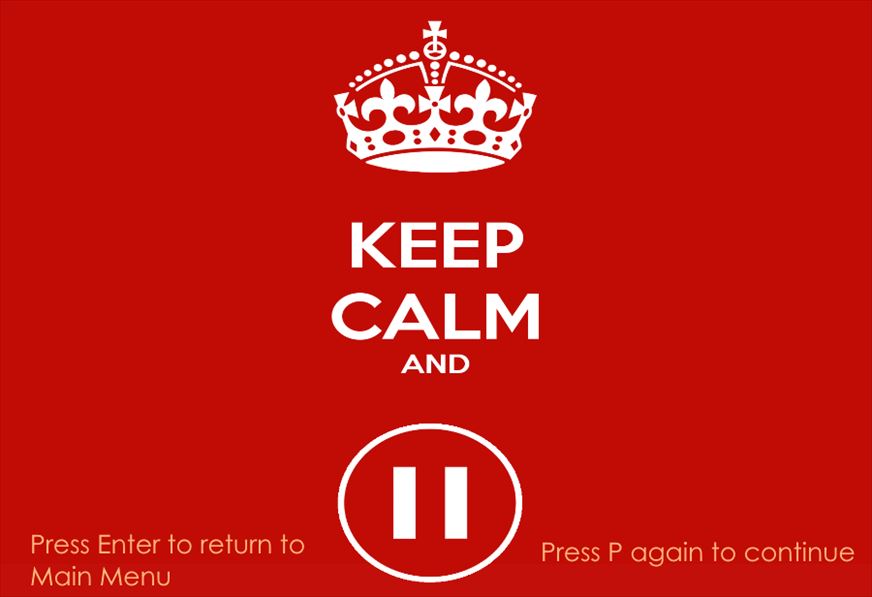 KEEP
CALM
AND
Press Enter to return to
Main Menu
Press P again to continue